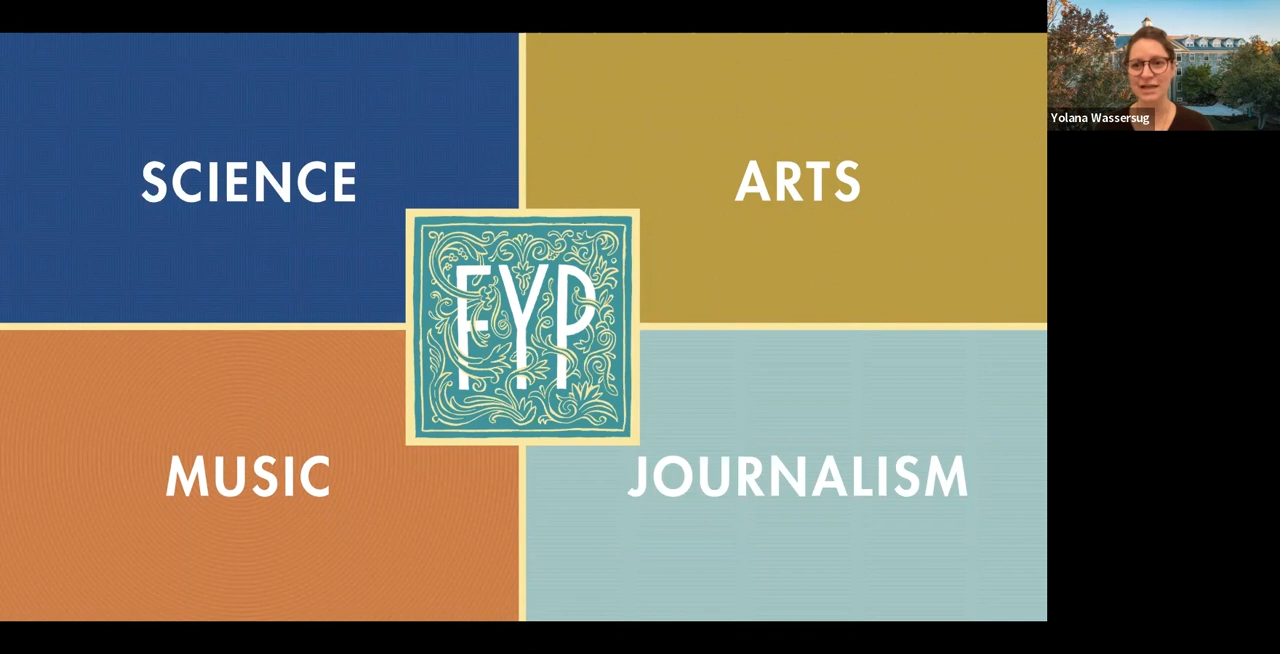 SCIENCE
ARTS
FYP
MUSIC
JOURNALISM
Yolana Wassersug